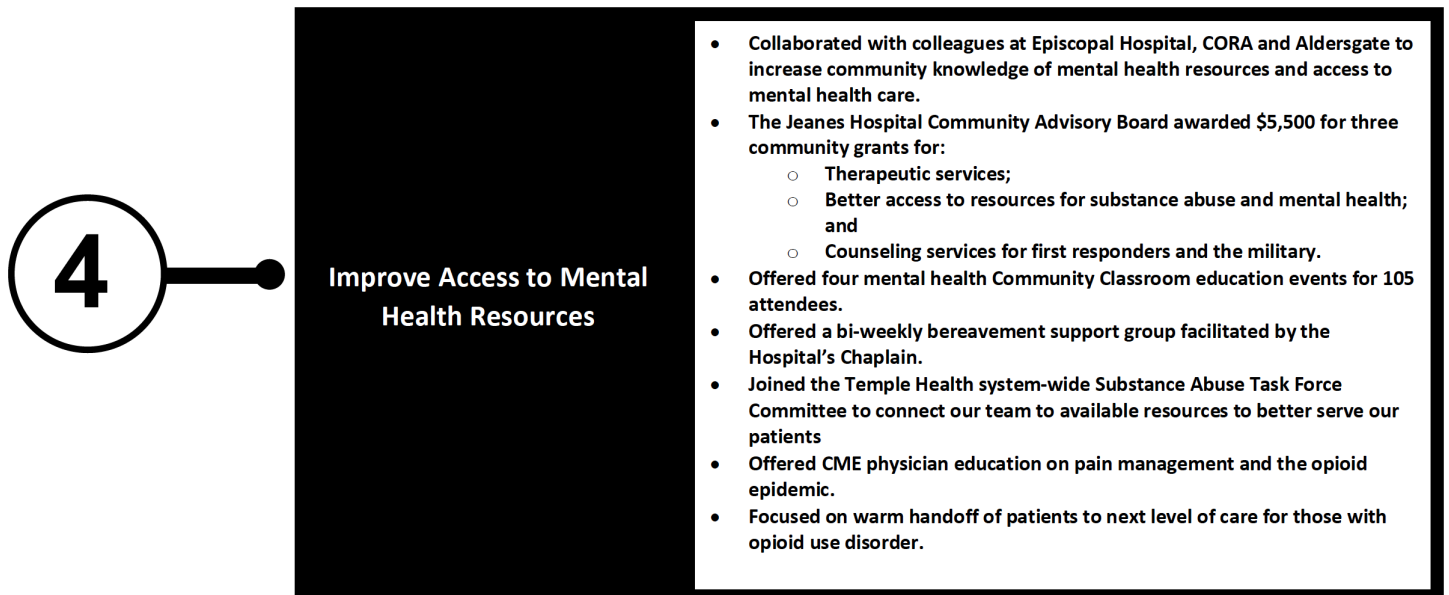 4
Improve Access to Mental
Health Resources
• Collaborated with colleagues at Episcopal Hospital, CORA and Aldersgate to
increase community knowledge of mental health resources and access to
mental health care.
• The Jeanes Hospital Community Advisory Board awarded $5,500 for three
community grants for:
○ Therapeutic services;
○ Better access to resources for substance abuse and mental health;
and
○ Counseling services for first responders and the military.
• Offered four mental health Community Classroom education events for 105
attendees.
• Offered a bi-weekly bereavement support group facilitated by the
Hospital’s Chaplain.
• Joined the Temple Health system-wide Substance Abuse Task Force
Committee to connect our team to available resources to better serve our
patients
• Offered CME physician education on pain management and the opioid
epidemic.
• Focused on warm handoff of patients to next level of care for those with
opioid use disorder.